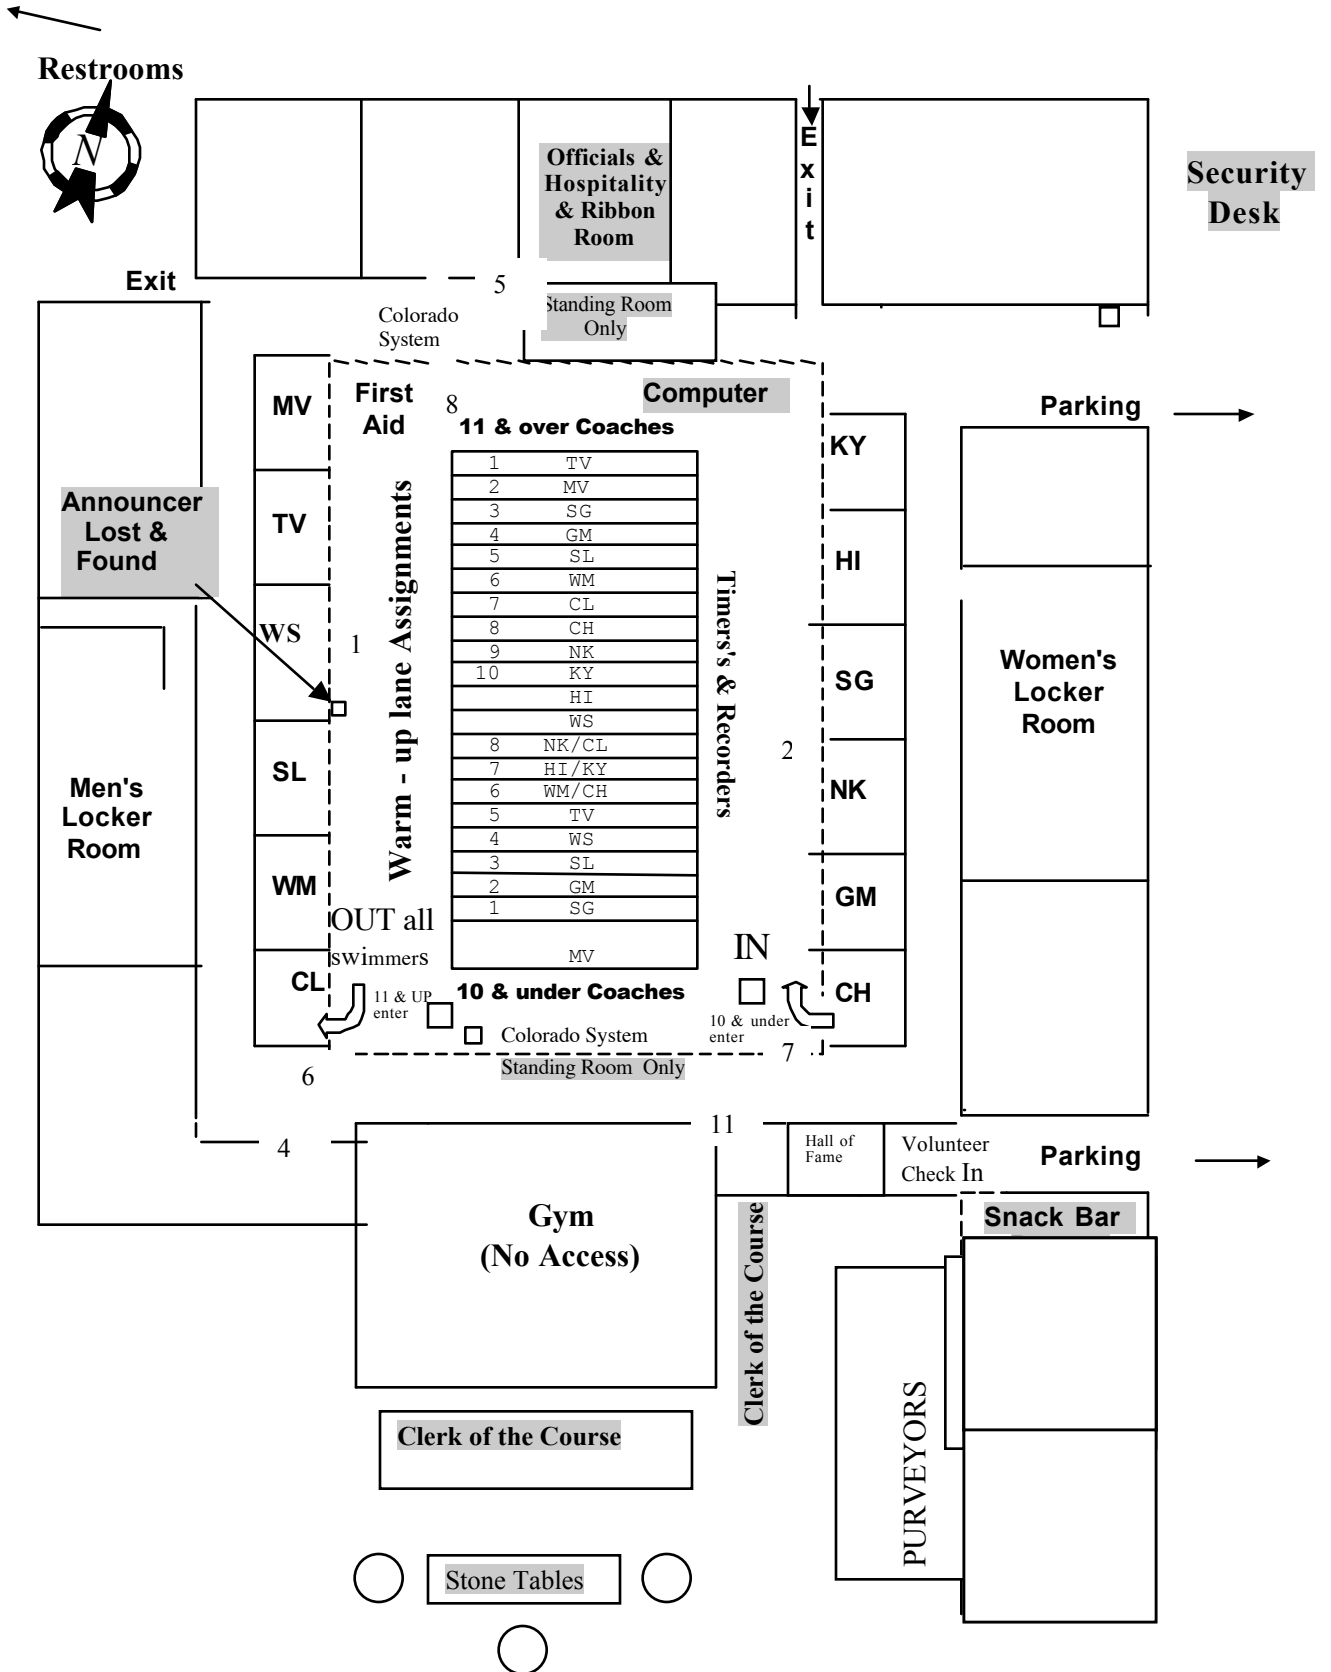 Restrooms
N
Officials &
Hospitality
& Ribbon
Room
E
x
i
t
Security
Desk
Exit
5
Colorado
System
Standing Room
Only
MV
First
Aid
8
Computer
11 & over Coaches
Parking
KY
Announcer
Lost &
Found
TV
HI
WS
1
SG
Women's
Locker
Room
SL
2
NK
Men's
Locker
Room
WM
GM
CL
CH
Warm - up lane Assignments
1 TV
2 MV
3 SG
4 GM
5 SL
6 WM
7 CL
8 CH
9 NK
10 KY
HI
WS
8 NK/CL
7 HI/KY
6 WM/CH
5 TV
4 WS
3 SL
2 GM
1 SG
MV
Timers's & Recorders
OUT all
swimmers
IN
11 & UP
enter
10 & under Coaches
10 & under
enter
Colorado System
Standing Room Only
6
7
4
11
Hall of
Fame
Volunteer
Check In
Parking
Snack Bar
Gym
(No Access)
Clerk of the Course
Clerk of the Course
PURVEYORS
Stone Tables